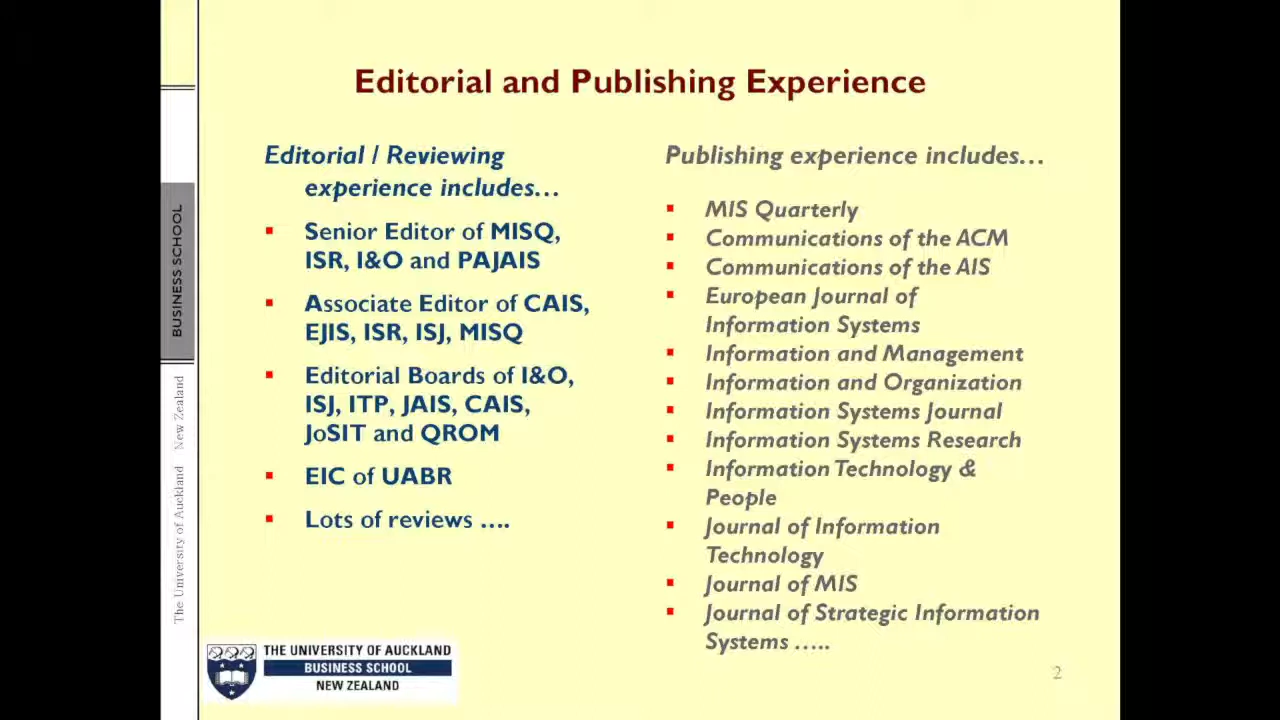 Editorial and Publishing Experience
Editorial / Reviewing
experience includes…
Senior Editor of MISQ,
ISR, I&O and PAJAIS
Associate Editor of CAIS,
EJIS, ISR, ISJ, MISQ
Editorial Boards of I&O,
ISJ, ITP, JAIS, CAIS,
JoSIT and QROM
EIC of UABR
Lots of reviews ….
Publishing experience includes…
MIS Quarterly
Communications of the ACM
Communications of the AIS
European Journal of
Information Systems
Information and Management
Information and Organization
Information Systems Journal
Information Systems Research
Information Technology &
People
Journal of Information
Technology
Journal of MIS
Journal of Strategic Information
Systems …..
BUSINESS SCHOOL
The University of Auckland New Zealand
THE UNIVERSITY OF AUCKLAND
BUSINESS SCHOOL
NEW ZEALAND
2